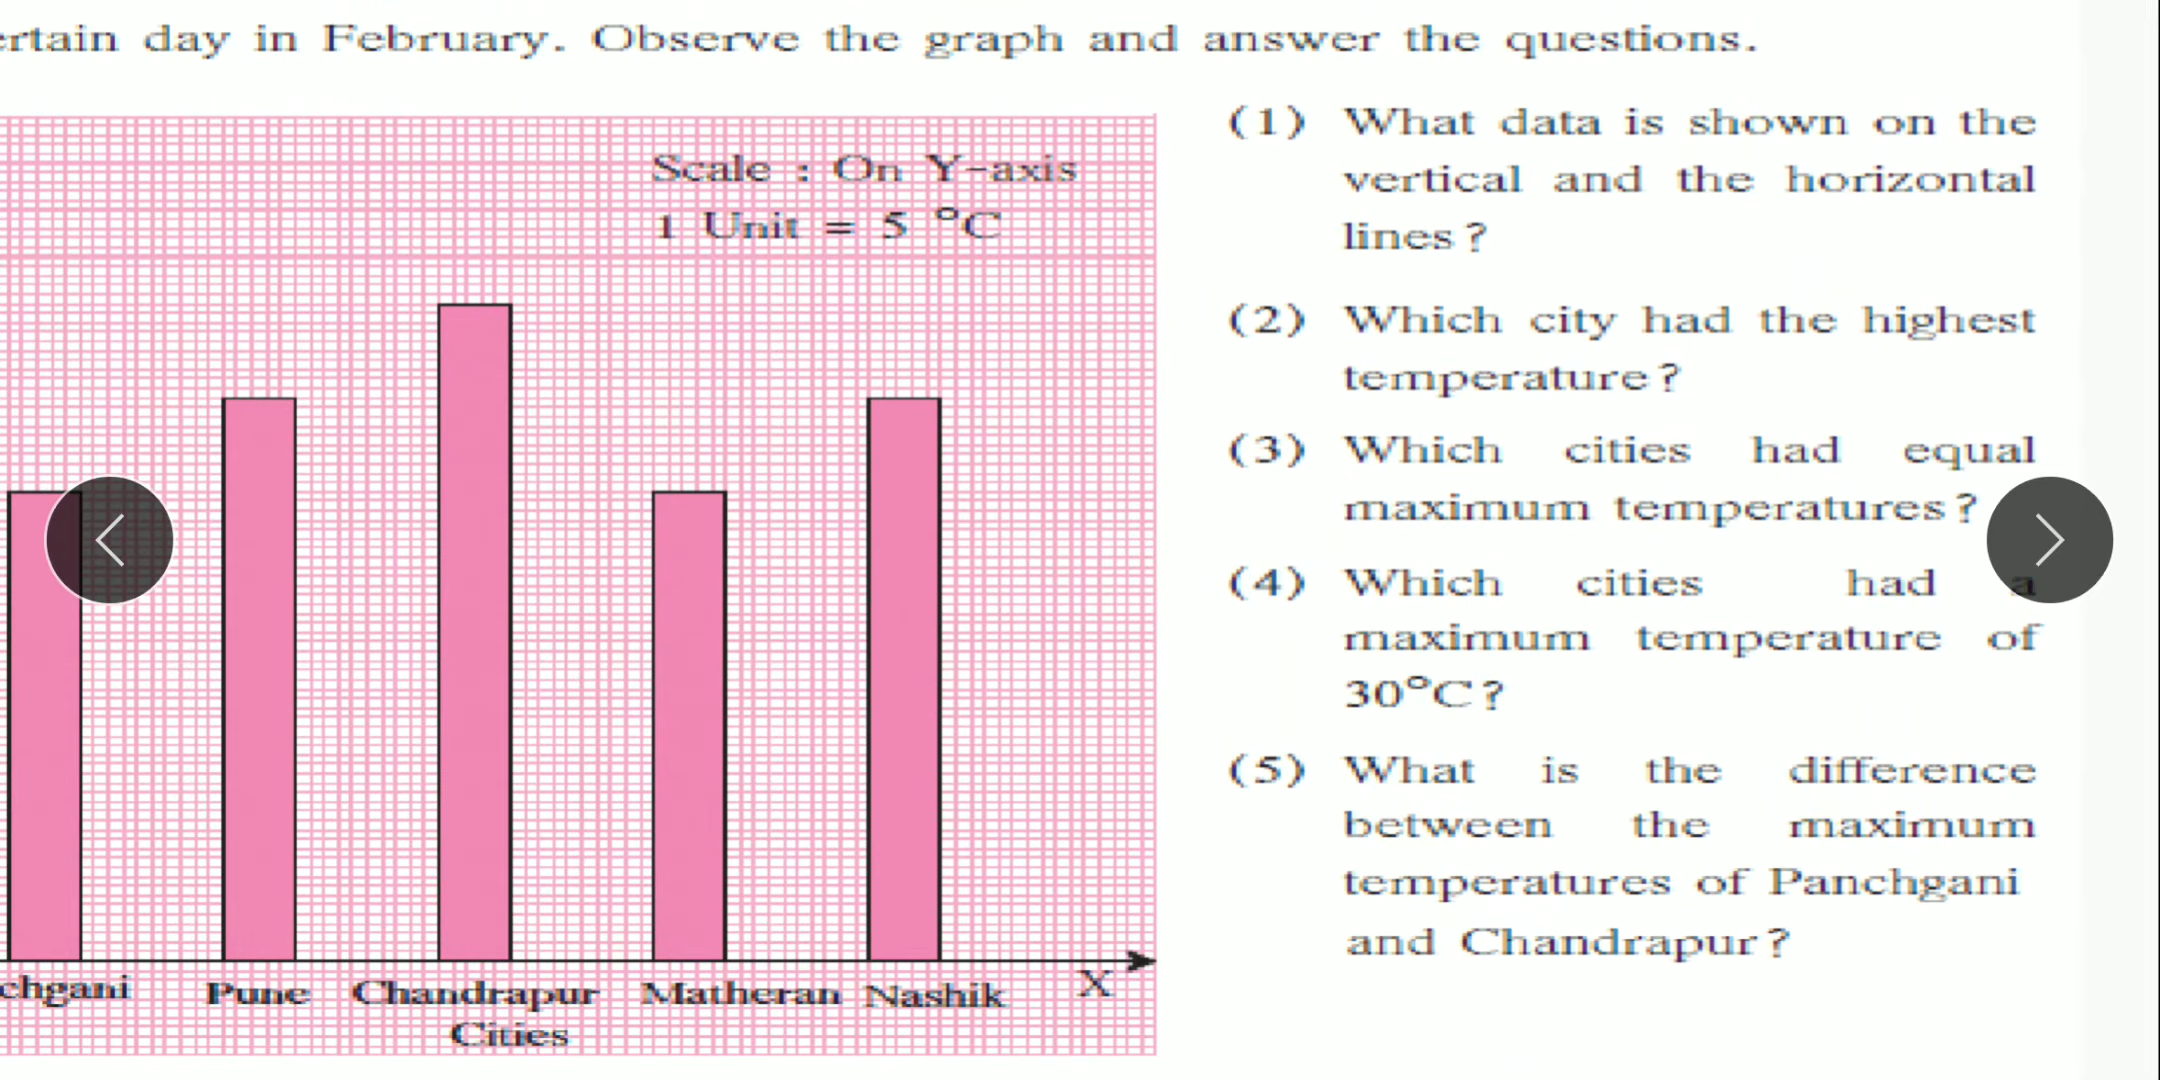 ertain day in February. Observe the graph and answer the questions.
Scale : On Y-axis
1 Unit = 5 °C
chgani Pune Chandrapur Matheran Nashik X
Cities
(1) What data is shown on the
vertical and the horizontal
lines ?
(2) Which city had the highest
temperature ?
(3) Which cities had equal
maximum temperatures ?
(4) Which cities had a
maximum temperature of
30°C ?
(5) What is the difference
between the maximum
temperatures of Panchgani
and Chandrapur ?